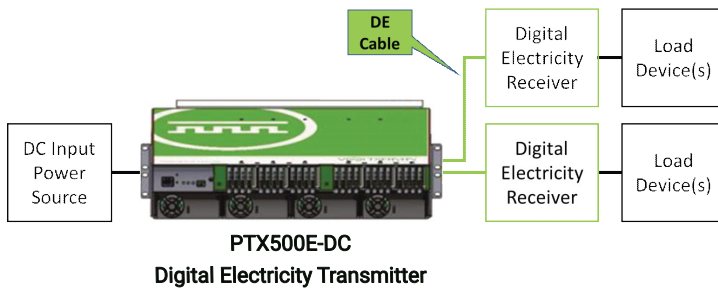 DE
Cable
Digital
Electricity
Receiver
Load
Device(s)
DC Input
Power
Source
Digital
Electricity
Receiver
Load
Device(s)
PTX500E-DC
Digital Electricity Transmitter